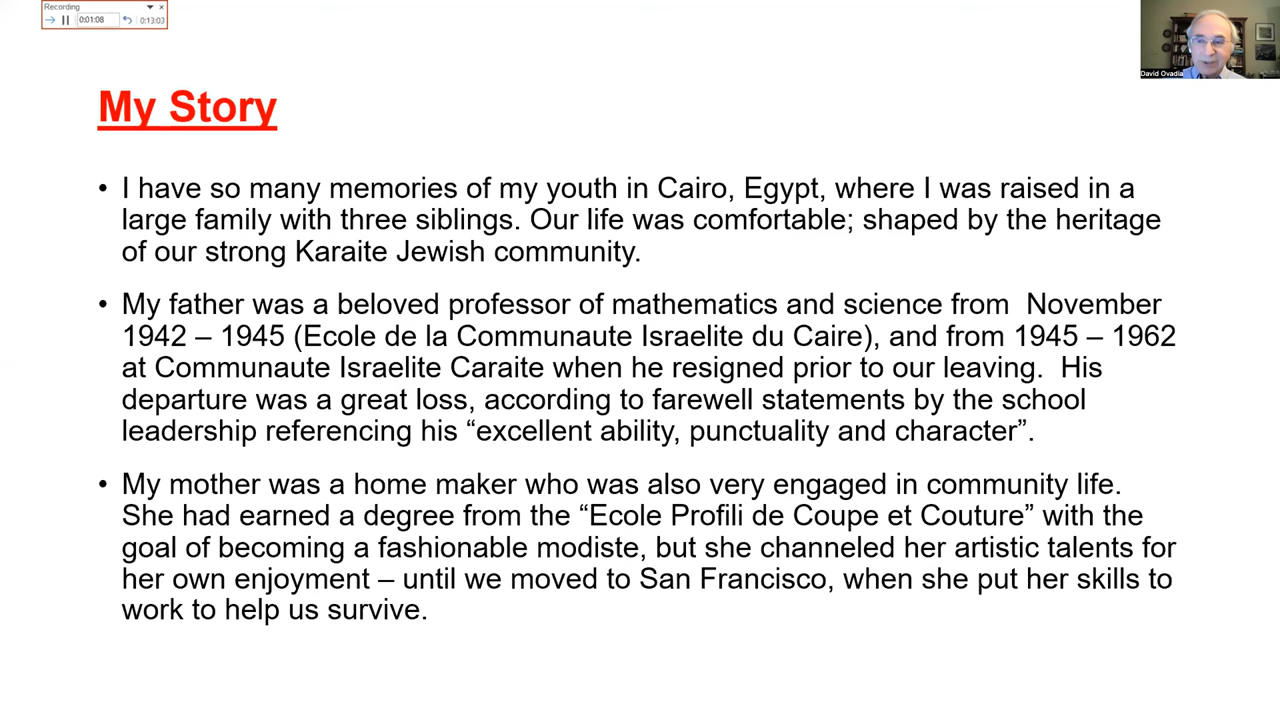 Recording
0:01:08
0:13:03
David Ovadia
My Story
• I have so many memories of my youth in Cairo, Egypt, where I was raised in a
large family with three siblings. Our life was comfortable; shaped by the heritage
of our strong Karaite Jewish community.
• My father was a beloved professor of mathematics and science from  November
1942 – 1945 (Ecole de la Communaute Israelite du Caire), and from 1945 – 1962
at Communaute Israelite Caraite when he resigned prior to our leaving.  His
departure was a great loss, according to farewell statements by the school
leadership referencing his “excellent ability, punctuality and character”.
• My mother was a home maker who was also very engaged in community life.
She had earned a degree from the “Ecole Profili de Coupe et Couture” with the
goal of becoming a fashionable modiste, but she channeled her artistic talents for
her own enjoyment – until we moved to San Francisco, when she put her skills to
work to help us survive.